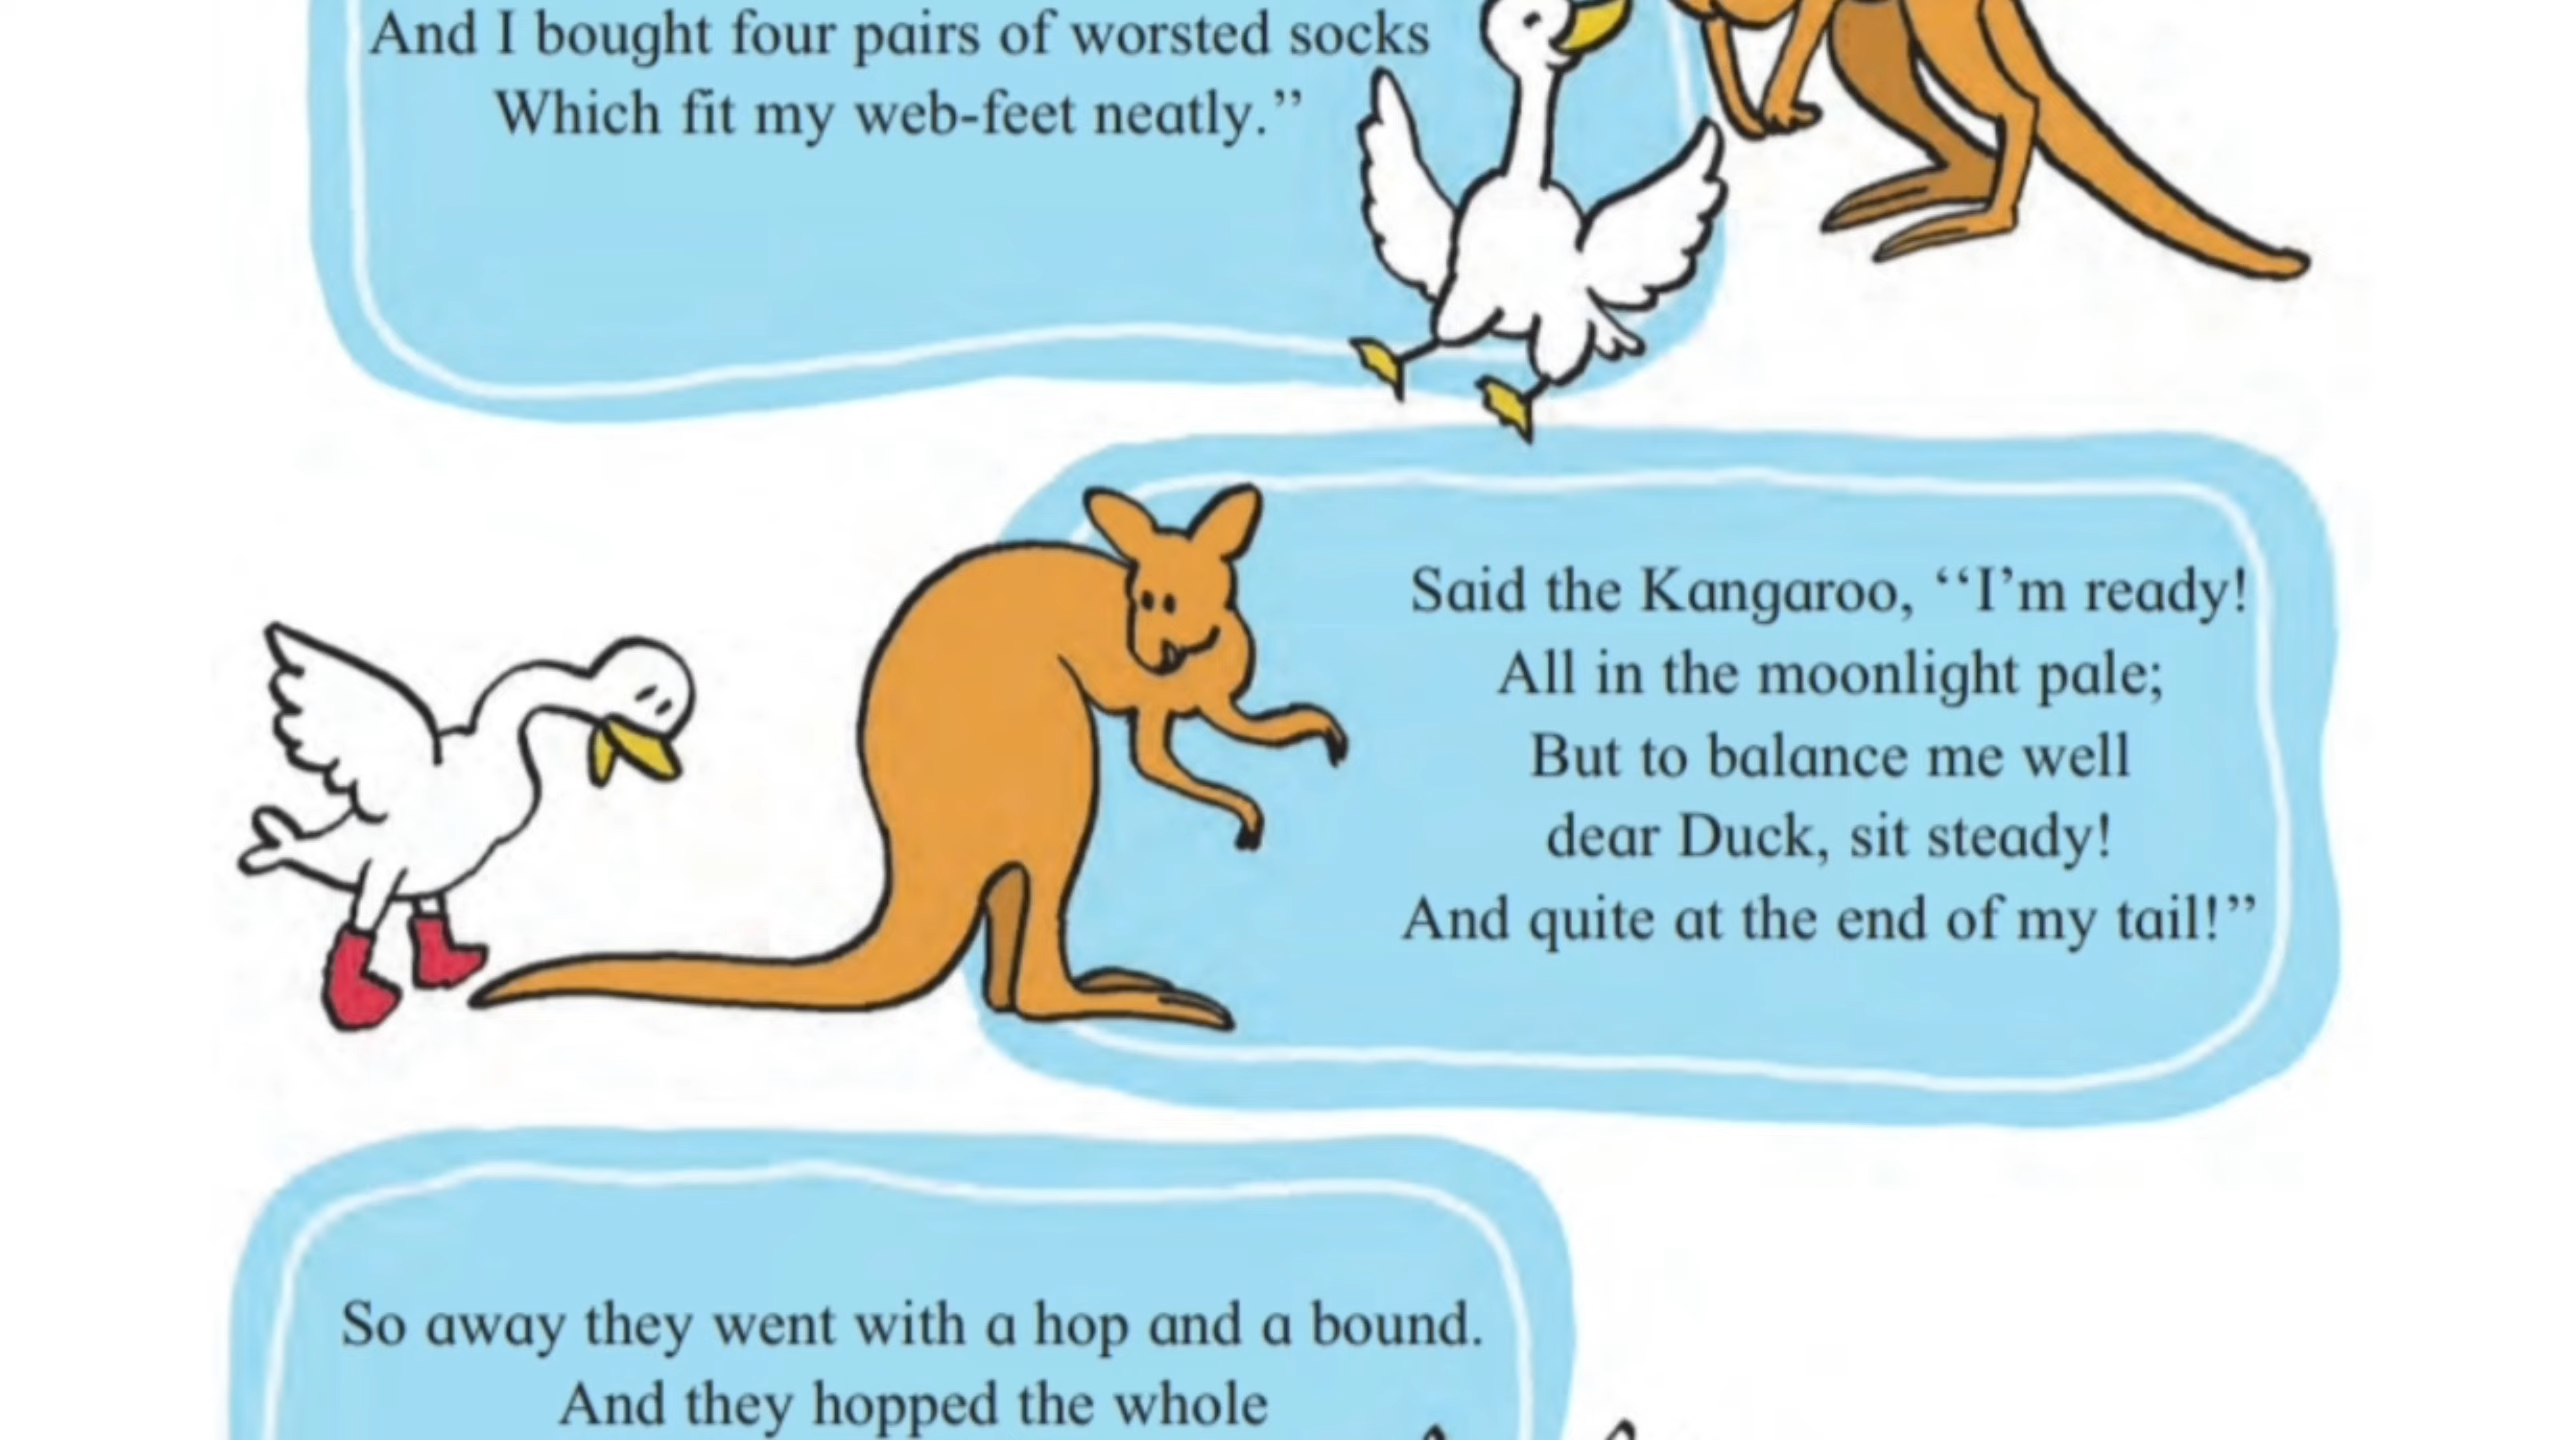 And I bought four pairs of worsted socks
Which fit my web-feet neatly.”
Said the Kangaroo, “I’m ready!
All in the moonlight pale;
But to balance me well
dear Duck, sit steady!
And quite at the end of my tail!”
So away they went with a hop and a bound.
And they hopped the whole